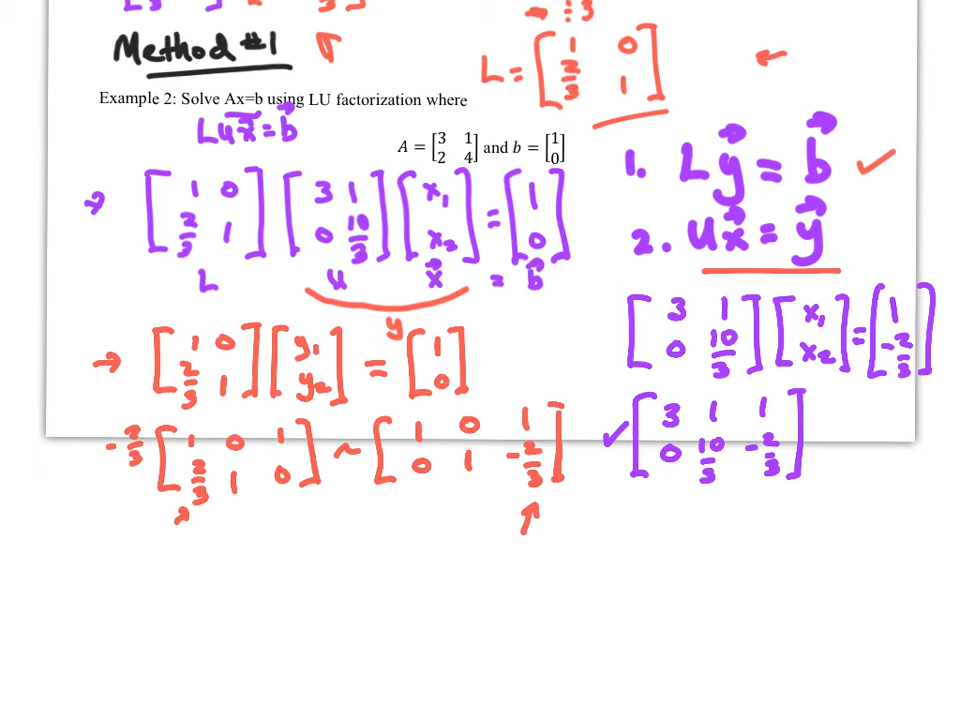 ÷3
Method #1
L = [1 0
2/3 1]
Example 2: Solve Ax=b using LU factorization where
LUx⃗ = b⃗
A = [3 1
2 4] and b = [1
0]
1. Ly⃗ = b⃗ ✓
2. Ux⃗ = y⃗
→ [1 0
2/3 1] [3 1
0 10/3] [x₁
x₂] = [1
0]
L U x⃗ = b⃗
y
→ [1 0
2/3 1] [y₁
y₂] = [1
0]
-2/3 [1 0 1
2/3 1 0] ~ [1 0 1
0 1 -2/3]
[3 1
0 10/3] [x₁
x₂] = [1
-2/3]
✓ [3 1 1
0 10/3 -2/3]